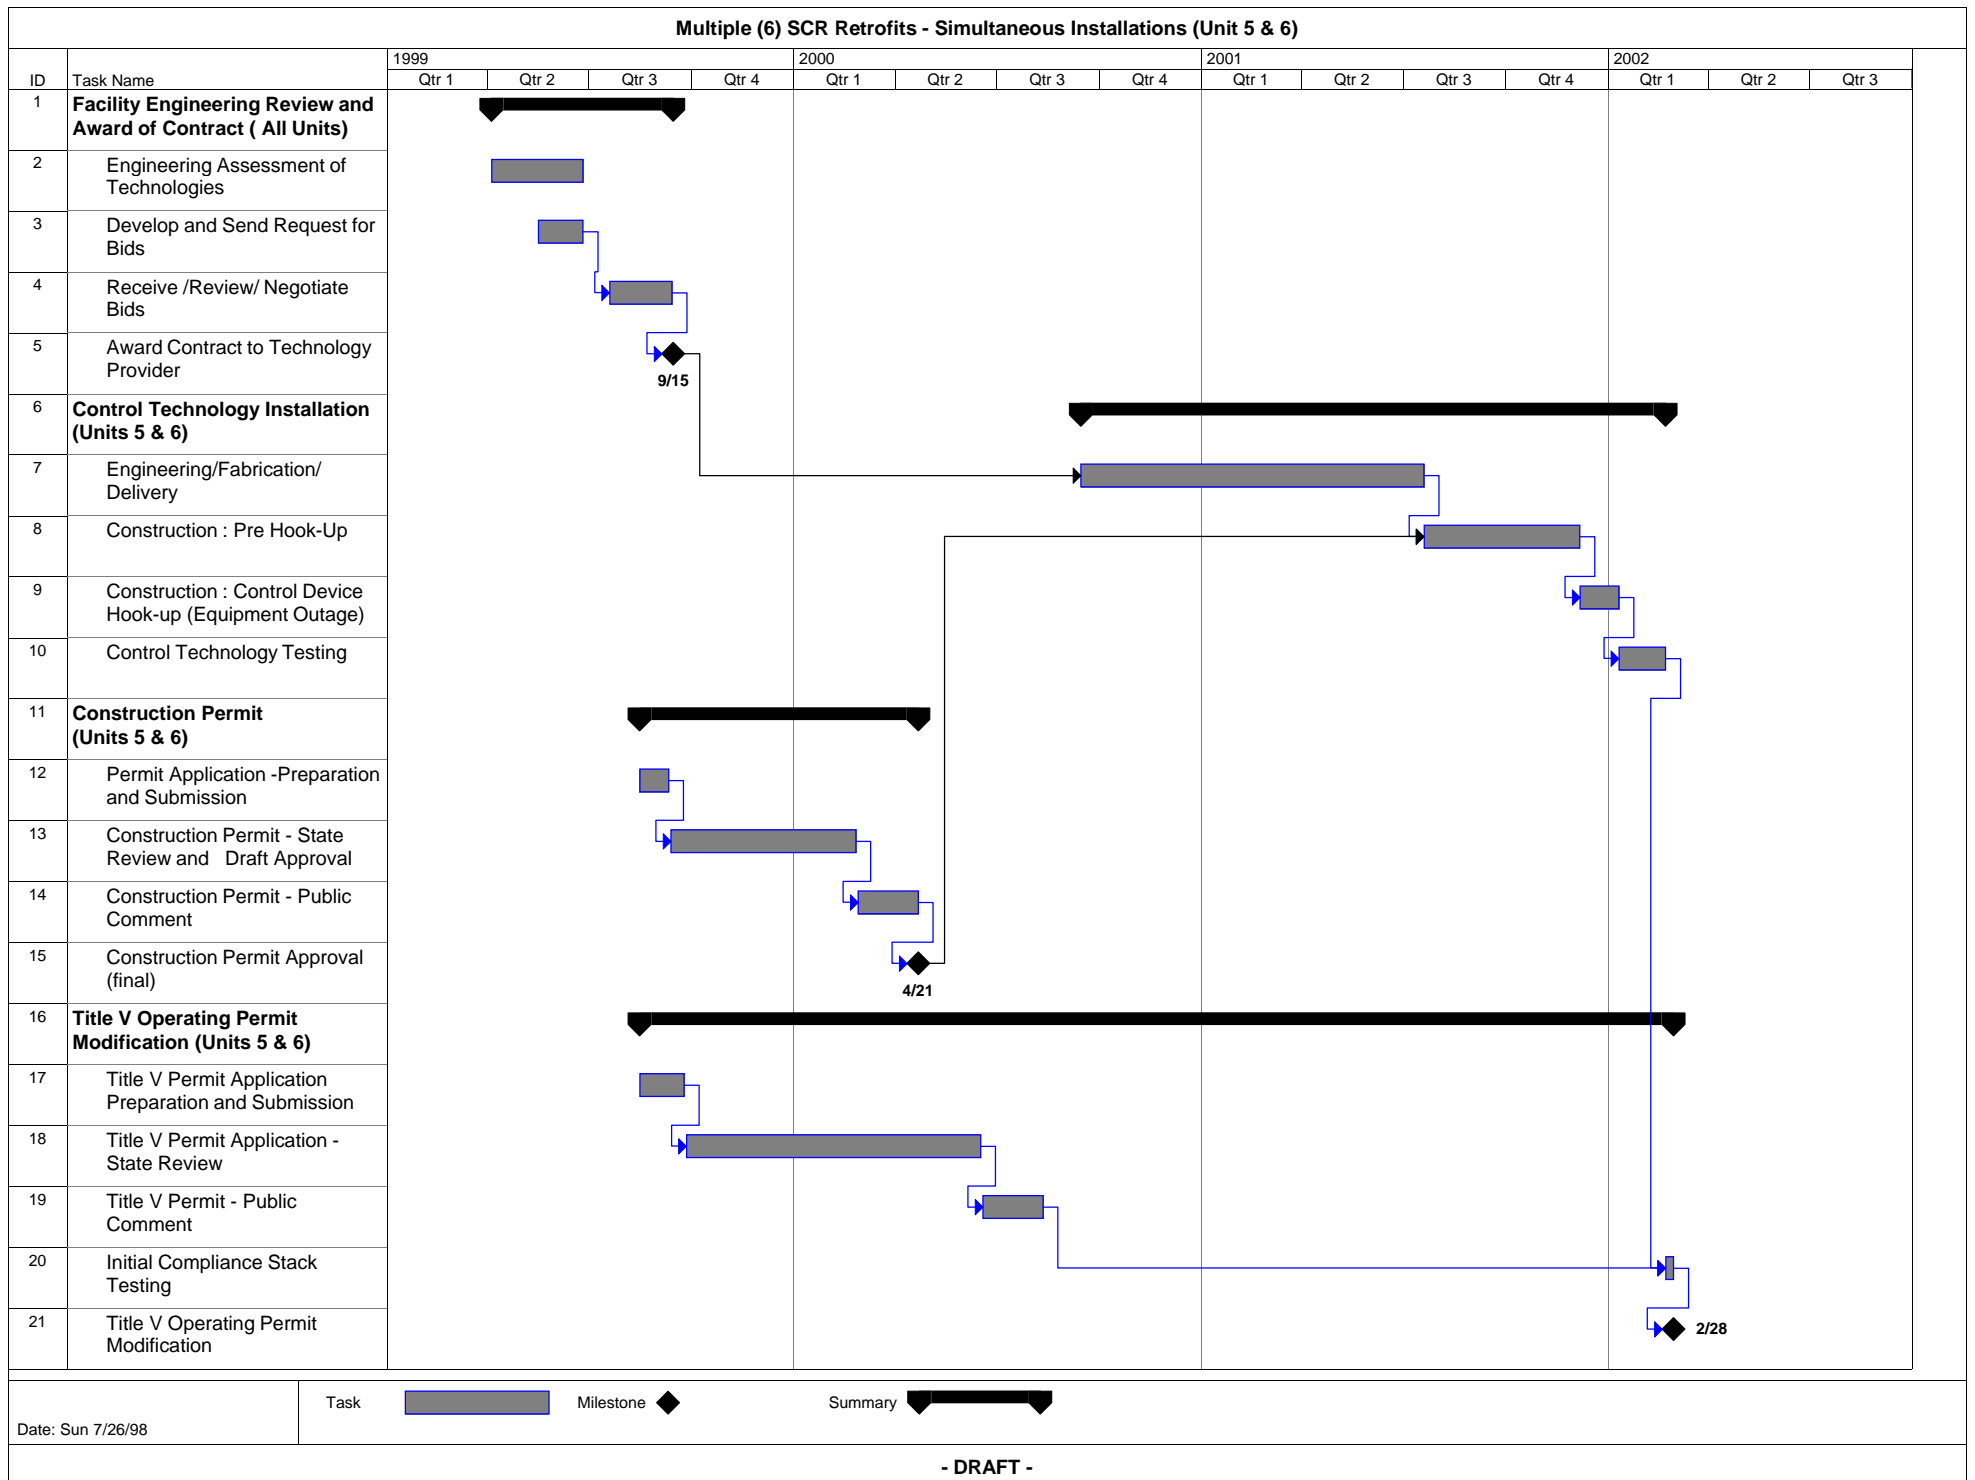 Multiple (6) SCR Retrofits - Simultaneous Installations (Unit 5 & 6)
1999 2000 2001 2002
ID Task Name Qtr 1 Qtr 2 Qtr 3 Qtr 4 Qtr 1 Qtr 2 Qtr 3 Qtr 4 Qtr 1 Qtr 2 Qtr 3 Qtr 4 Qtr 1 Qtr 2 Qtr 3
1 Facility Engineering Review and
Award of Contract ( All Units)
2 Engineering Assessment of
Technologies
3 Develop and Send Request for
Bids
4 Receive /Review/ Negotiate
Bids
5 Award Contract to Technology
Provider
9/15
6 Control Technology Installation
(Units 5 & 6)
7 Engineering/Fabrication/
Delivery
8 Construction : Pre Hook-Up
9 Construction : Control Device
Hook-up (Equipment Outage)
10 Control Technology Testing
11 Construction Permit
(Units 5 & 6)
12 Permit Application -Preparation
and Submission
13 Construction Permit - State
Review and Draft Approval
14 Construction Permit - Public
Comment
15 Construction Permit Approval
(final)
4/21
16 Title V Operating Permit
Modification (Units 5 & 6)
17 Title V Permit Application
Preparation and Submission
18 Title V Permit Application -
State Review
19 Title V Permit - Public
Comment
20 Initial Compliance Stack
Testing
21 Title V Operating Permit
Modification
2/28
Task Milestone Summary
Date: Sun 7/26/98
- DRAFT -